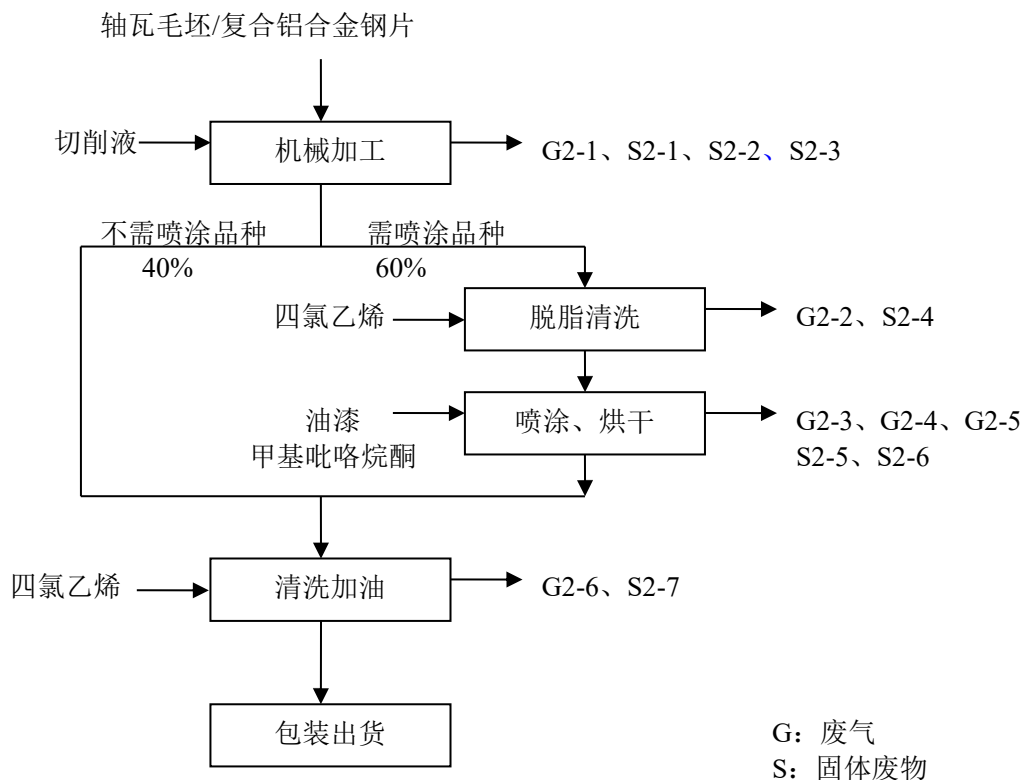 轴瓦毛坯/复合铝合金钢片
切削液
机械加工
G2-1、S2-1、S2-2、S2-3
不需喷涂品种
40%
需喷涂品种
60%
四氯乙烯
脱脂清洗
G2-2、S2-4
油漆
甲基吡咯烷酮
喷涂、烘干
G2-3、G2-4、G2-5
S2-5、S2-6
四氯乙烯
清洗加油
G2-6、S2-7
包装出货
G：废气
S：固体废物